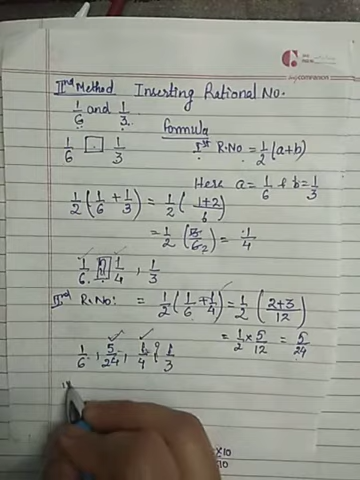 IInd Method Inserting Rational No.
1/6 and 1/3.
Formula
1/6 [.] 1/3
Ist R.No = 1/2 (a+b)
Here a = 1/6 & b = 1/3
1/2 (1/6 + 1/3) = 1/2 (1+2/6)
= 1/2 (3/6 2) = 1/4
1/6, 1/4, 1/3
IInd R.No: = 1/2 (1/6 + 1/4) = 1/2 (2+3/12)
= 1/2 × 5/12 = 5/24
1/6, 5/24, 1/4, 1/3